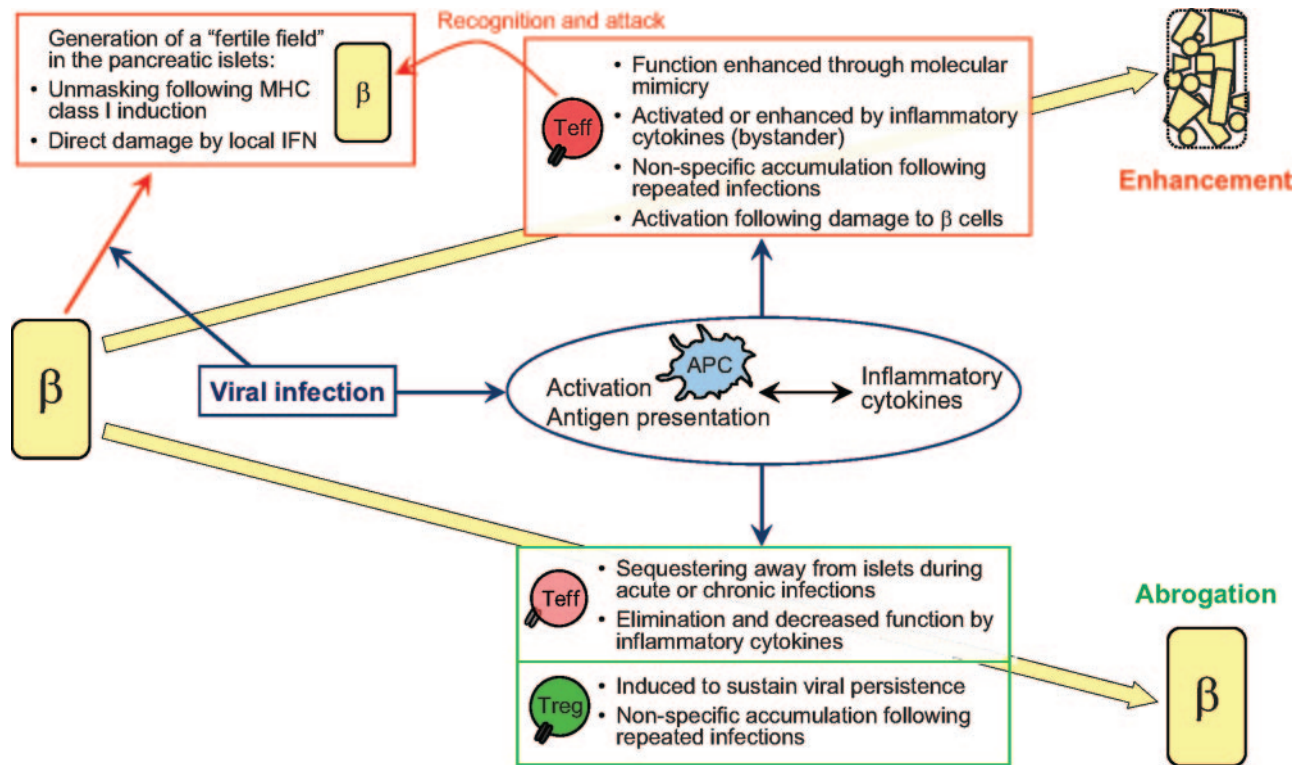 Generation of a “fertile field”
in the pancreatic islets:
• Unmasking following MHC
class I induction
• Direct damage by local IFN
β
Recognition and attack
Teff
• Function enhanced through molecular
mimicry
• Activated or enhanced by inflammatory
cytokines (bystander)
• Non-specific accumulation following
repeated infections
• Activation following damage to β cells
Enhancement
β
Viral infection
APC
Activation
Antigen presentation
Inflammatory
cytokines
Teff
• Sequestering away from islets during
acute or chronic infections
• Elimination and decreased function by
inflammatory cytokines
Treg
• Induced to sustain viral persistence
• Non-specific accumulation following
repeated infections
Abrogation
β